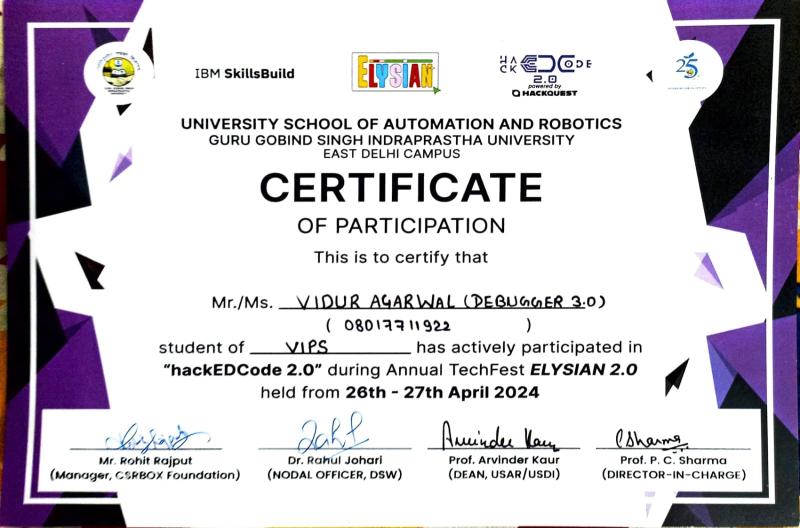 IBM SkillsBuild
ELYSIAN
HACK EDCODE
2.0
powered by
HACKQUEST
25
UNIVERSITY SCHOOL OF AUTOMATION AND ROBOTICS
GURU GOBIND SINGH INDRAPRASTHA UNIVERSITY
EAST DELHI CAMPUS
CERTIFICATE
OF PARTICIPATION
This is to certify that
Mr./Ms. VIDUR AGARWAL (DEBUGGER 3.0)
( 08017711922 )
student of VIPS has actively participated in
"hackEDCode 2.0" during Annual TechFest ELYSIAN 2.0
held from 26th - 27th April 2024
Arvinder Kaur
PSharma
Mr. Rohit Rajput
(Manager, CSRBOX Foundation)
Dr. Rahul Johari
(NODAL OFFICER, DSW)
Prof. Arvinder Kaur
(DEAN, USAR/USDI)
Prof. P. C. Sharma
(DIRECTOR-IN-CHARGE)